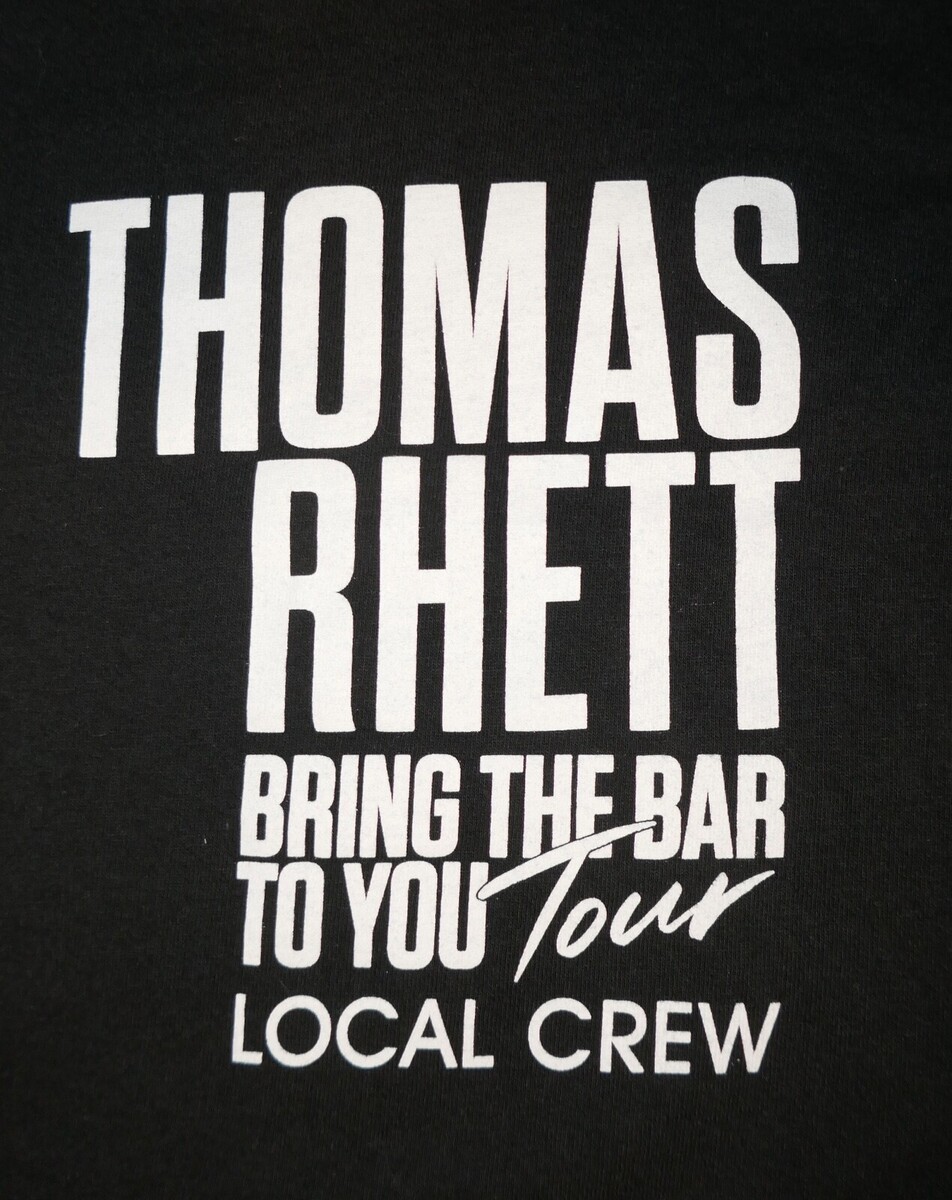 THOMAS
RHETT
BRING THE BAR
TO YOU Tour
LOCAL CREW